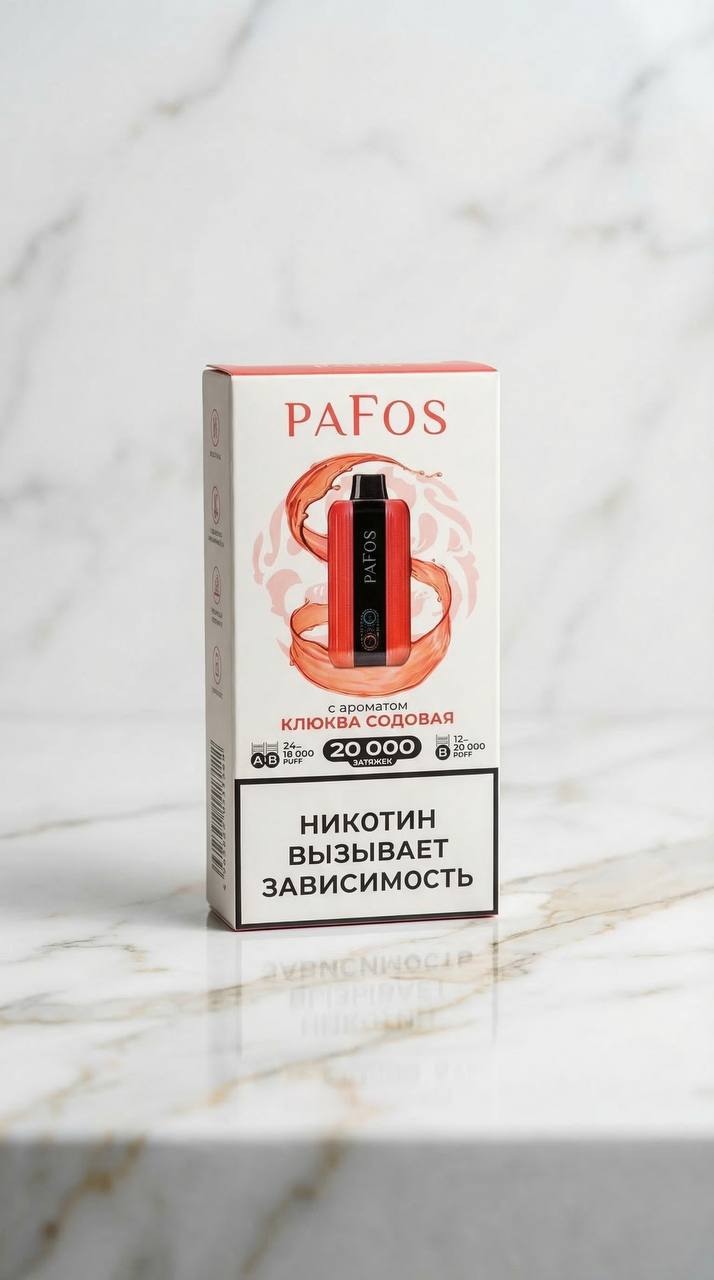 PAFOS
PAFOS
с ароматом
КЛЮКВА СОДОВАЯ
A B
24–
18 000
PUFF
20 000
ЗАТЯЖЕК
B
12–
20 000
POFF
НИКОТИН
ВЫЗЫВАЕТ
ЗАВИСИМОСТЬ